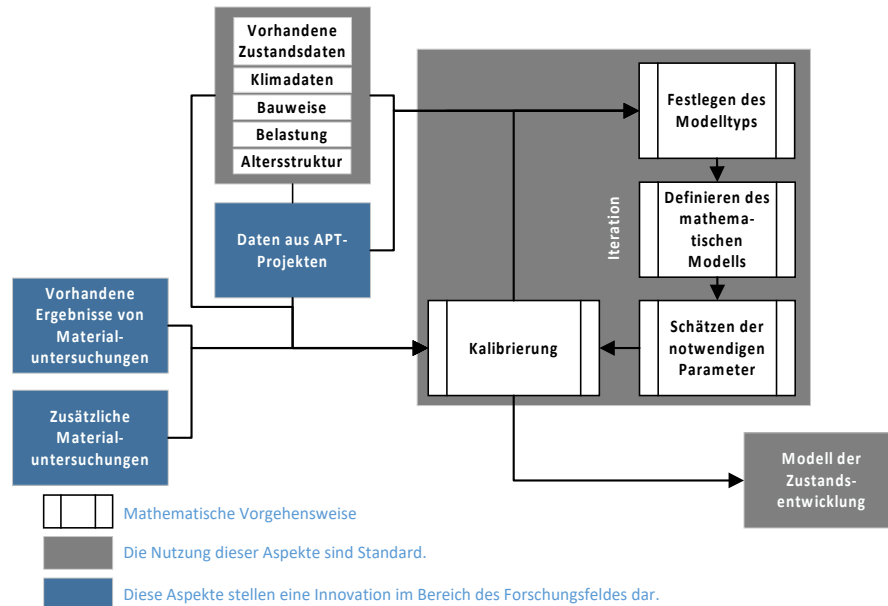 Vorhandene
Zustandsdaten
Klimadaten
Bauweise
Belastung
Altersstruktur
Daten aus APT-
Projekten
Vorhandene
Ergebnisse von
Material-
untersuchungen
Zusätzliche
Material-
untersuchungen
Festlegen des
Modelltyps
Iteration
Definieren des
mathema-
tischen
Modells
Schätzen der
notwendigen
Parameter
Kalibrierung
Modell der
Zustands-
entwicklung
Mathematische Vorgehensweise
Die Nutzung dieser Aspekte sind Standard.
Diese Aspekte stellen eine Innovation im Bereich des Forschungsfeldes dar.